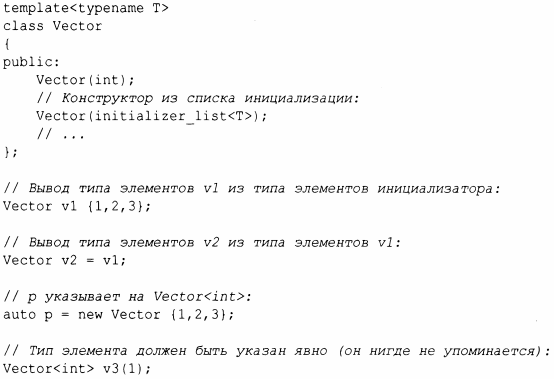 template<typename T>
class Vector
{
public:
    Vector(int);
    // Конструктор из списка инициализации:
    Vector(initializer_list<T>);
    // ...
};

// Вывод типа элементов v1 из типа элементов инициализатора:
Vector v1 {1,2,3};

// Вывод типа элементов v2 из типа элементов v1:
Vector v2 = v1;

// p указывает на Vector<int>:
auto p = new Vector {1,2,3};

// Тип элемента должен быть указан явно (он нигде не упоминается):
Vector<int> v3(1);